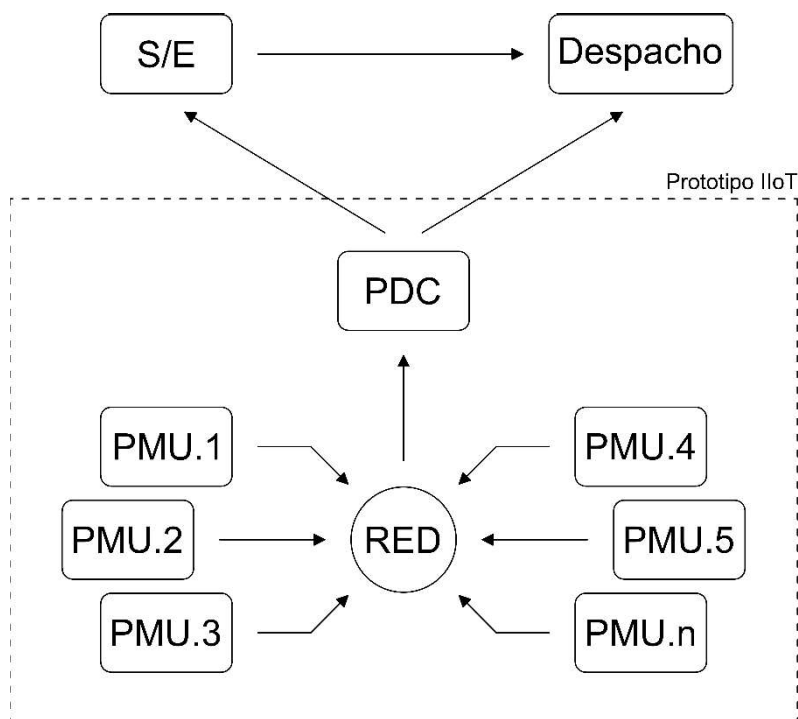 S/E
Despacho
Prototipo IIoT
PDC
PMU.1
PMU.4
PMU.2
RED
PMU.5
PMU.3
PMU.n